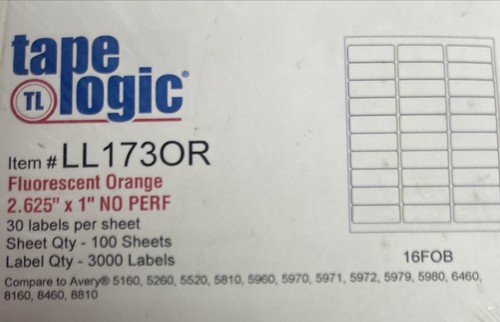 tape
TL logic®
Item # LL173OR
Fluorescent Orange
2.625" x 1" NO PERF
30 labels per sheet
Sheet Qty - 100 Sheets
Label Qty - 3000 Labels
16FOB
Compare to Avery® 5160, 5260, 5520, 5810, 5960, 5970, 5971, 5972, 5979, 5980, 6460,
8160, 8460, 8810